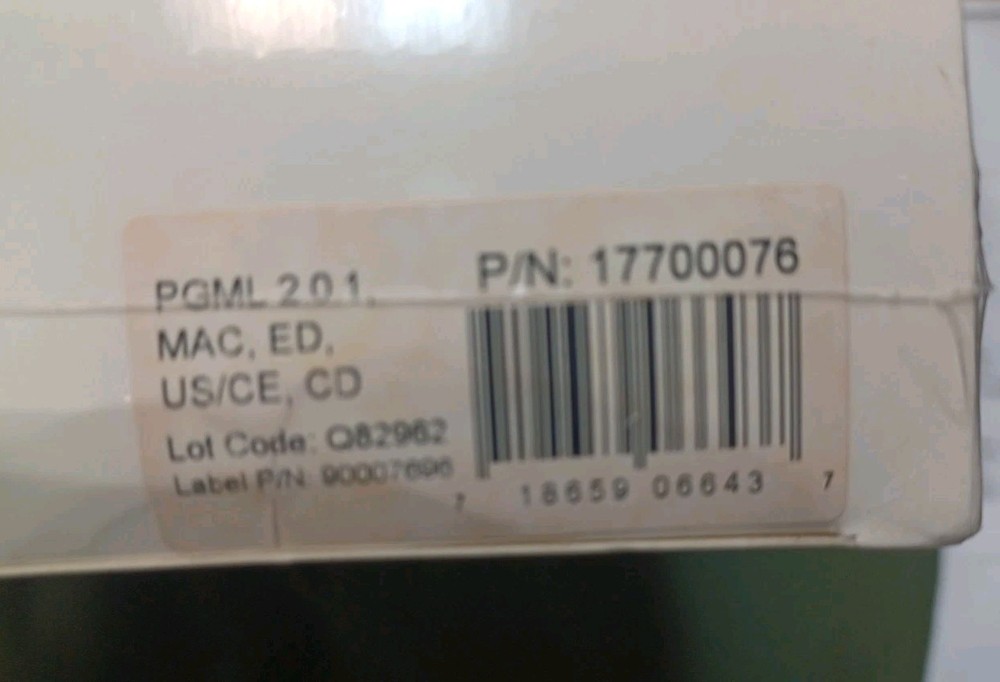 PGML 2.0.1,
MAC, ED,
US/CE, CD
Lot Code: Q82962
Label P/N: 90007696
P/N: 17700076
7 18659 06643 7